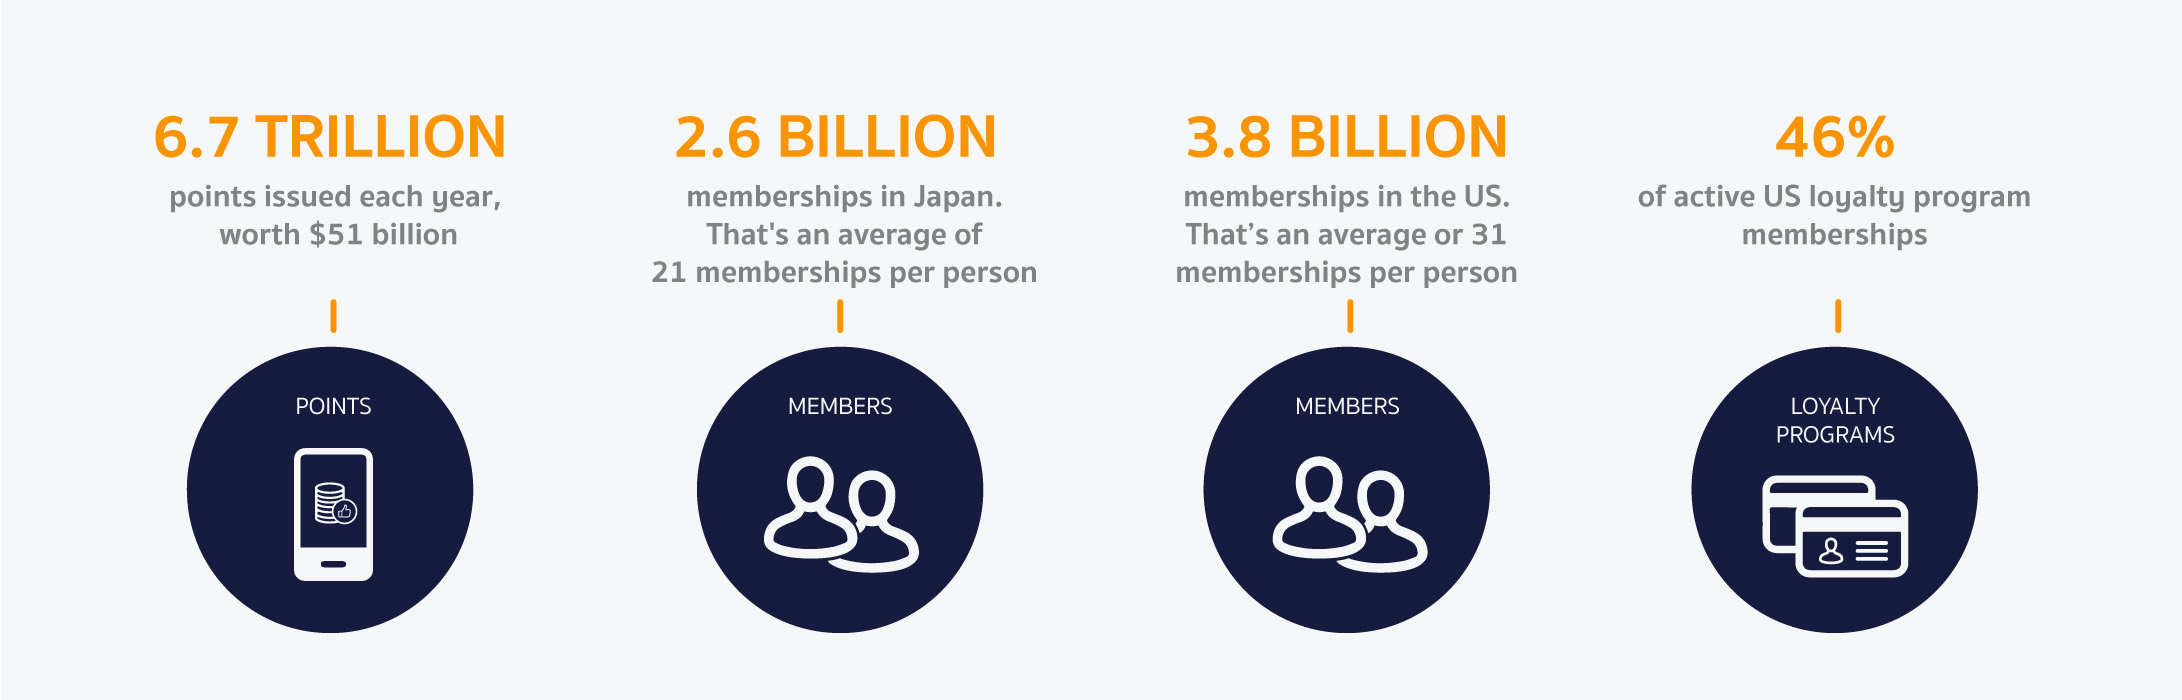 6.7 TRILLION
points issued each year,
worth $51 billion
POINTS
2.6 BILLION
memberships in Japan.
That's an average of
21 memberships per person
MEMBERS
3.8 BILLION
memberships in the US.
That’s an average or 31
memberships per person
MEMBERS
46%
of active US loyalty program
memberships
LOYALTY
PROGRAMS